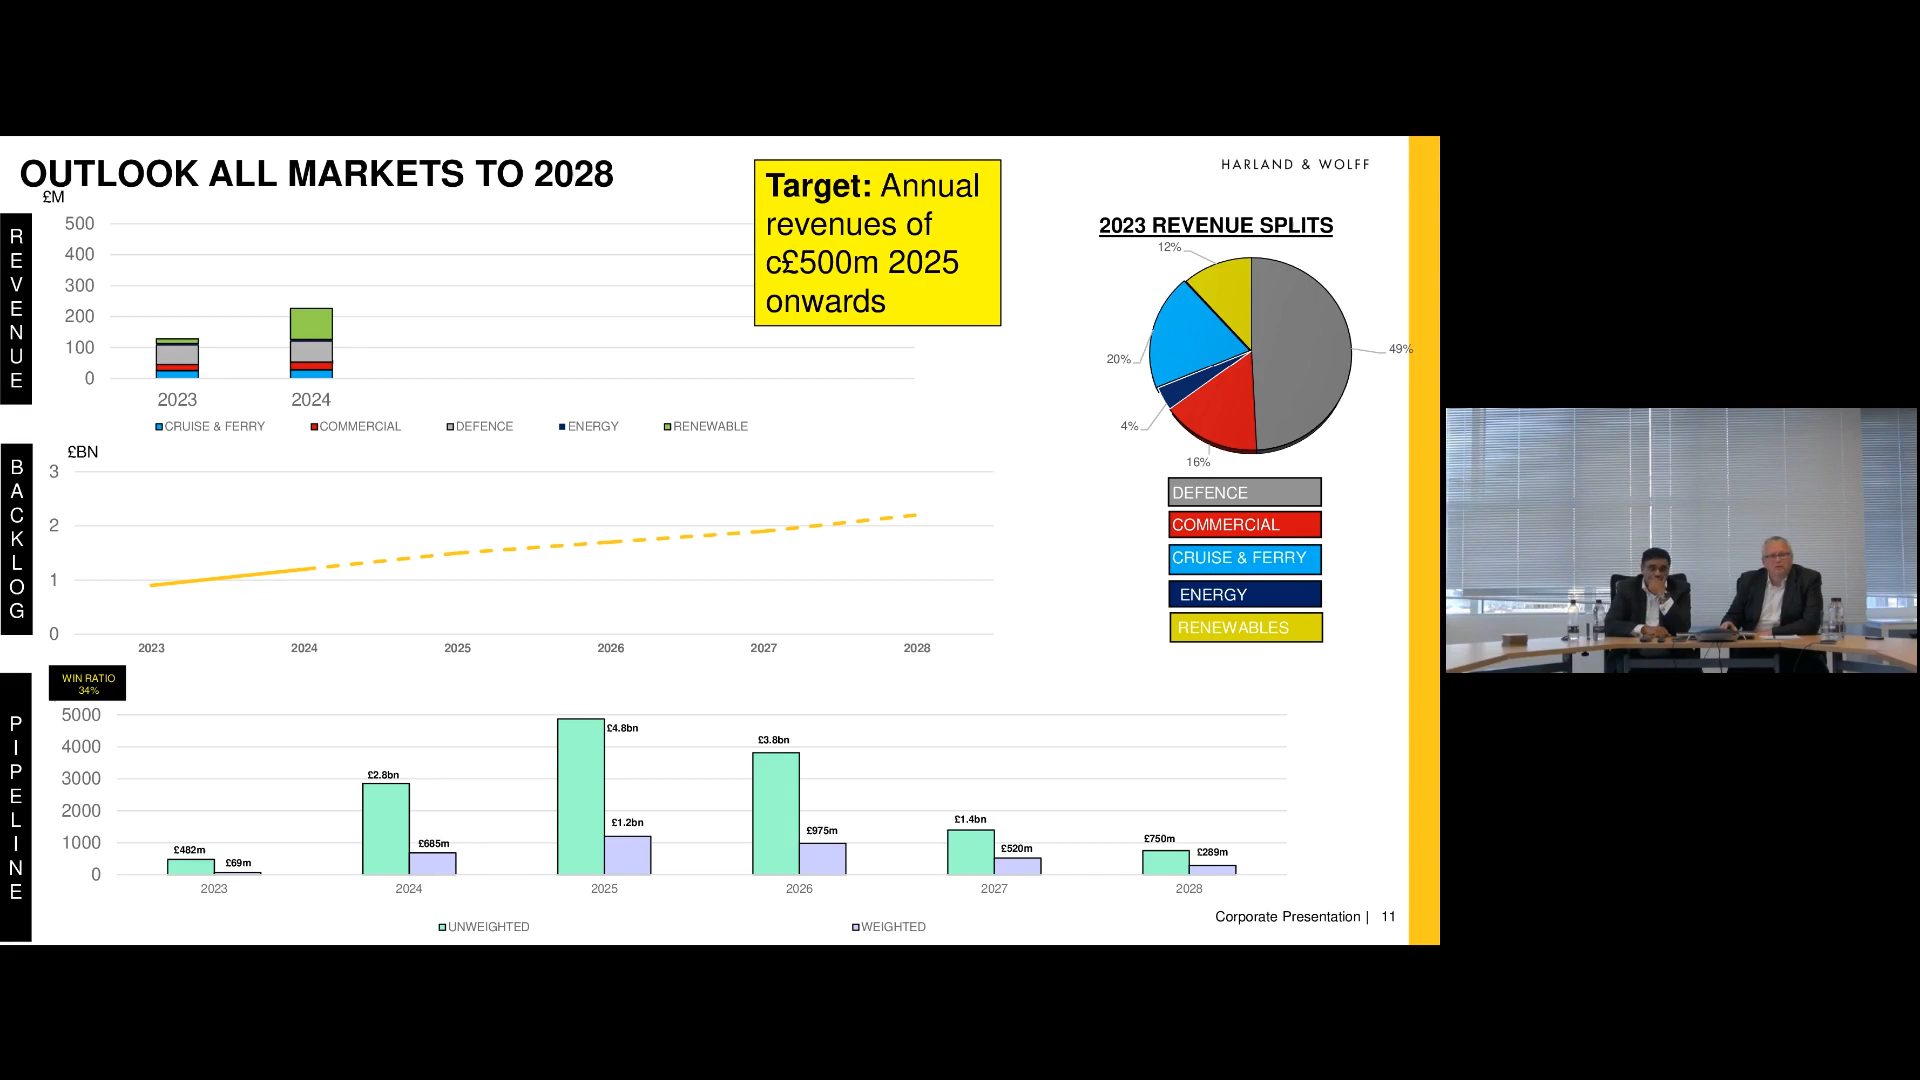 OUTLOOK ALL MARKETS TO 2028
HARLAND & WOLFF
Target: Annual
revenues of
c£500m 2025
onwards
REVENUE
£M
500
400
300
200
100
0
2023 2024
CRUISE & FERRY COMMERCIAL DEFENCE ENERGY RENEWABLE
2023 REVENUE SPLITS
12%
49%
20%
4%
16%
DEFENCE
COMMERCIAL
CRUISE & FERRY
ENERGY
RENEWABLES
BACKLOG
£BN
3
2
1
0
2023 2024 2025 2026 2027 2028
WIN RATIO
34%
PIPELINE
5000
4000
3000
2000
1000
0
£482m £69m
£2.8bn £685m
£4.8bn £1.2bn
£3.8bn £975m
£1.4bn £520m
£750m £289m
2023 2024 2025 2026 2027 2028
UNWEIGHTED WEIGHTED
Corporate Presentation | 11